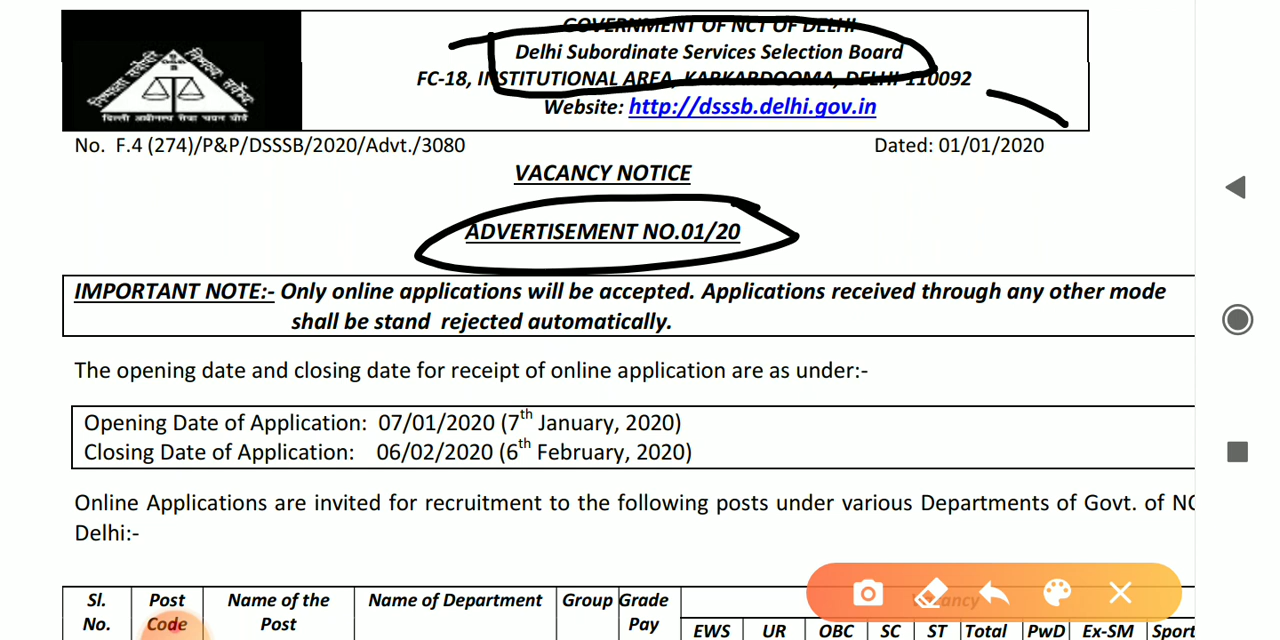 GOVERNMENT OF NCT OF DELHI
Delhi Subordinate Services Selection Board
FC-18, INSTITUTIONAL AREA, KARKARDOOMA, DELHI-110092
Website: http://dsssb.delhi.gov.in
दिल्ली अधीनस्थ सेवा चयन बोर्ड
No. F.4 (274)/P&P/DSSSB/2020/Advt./3080 Dated: 01/01/2020
VACANCY NOTICE
ADVERTISEMENT NO.01/20
IMPORTANT NOTE:- Only online applications will be accepted. Applications received through any other mode
shall be stand rejected automatically.
The opening date and closing date for receipt of online application are as under:-
Opening Date of Application: 07/01/2020 (7th January, 2020)
Closing Date of Application: 06/02/2020 (6th February, 2020)
Online Applications are invited for recruitment to the following posts under various Departments of Govt. of NC
Delhi:-
Sl. Post Name of the Name of Department Group Grade Vacancy
No. Code Post Pay EWS UR OBC SC ST Total PwD Ex-SM Sport